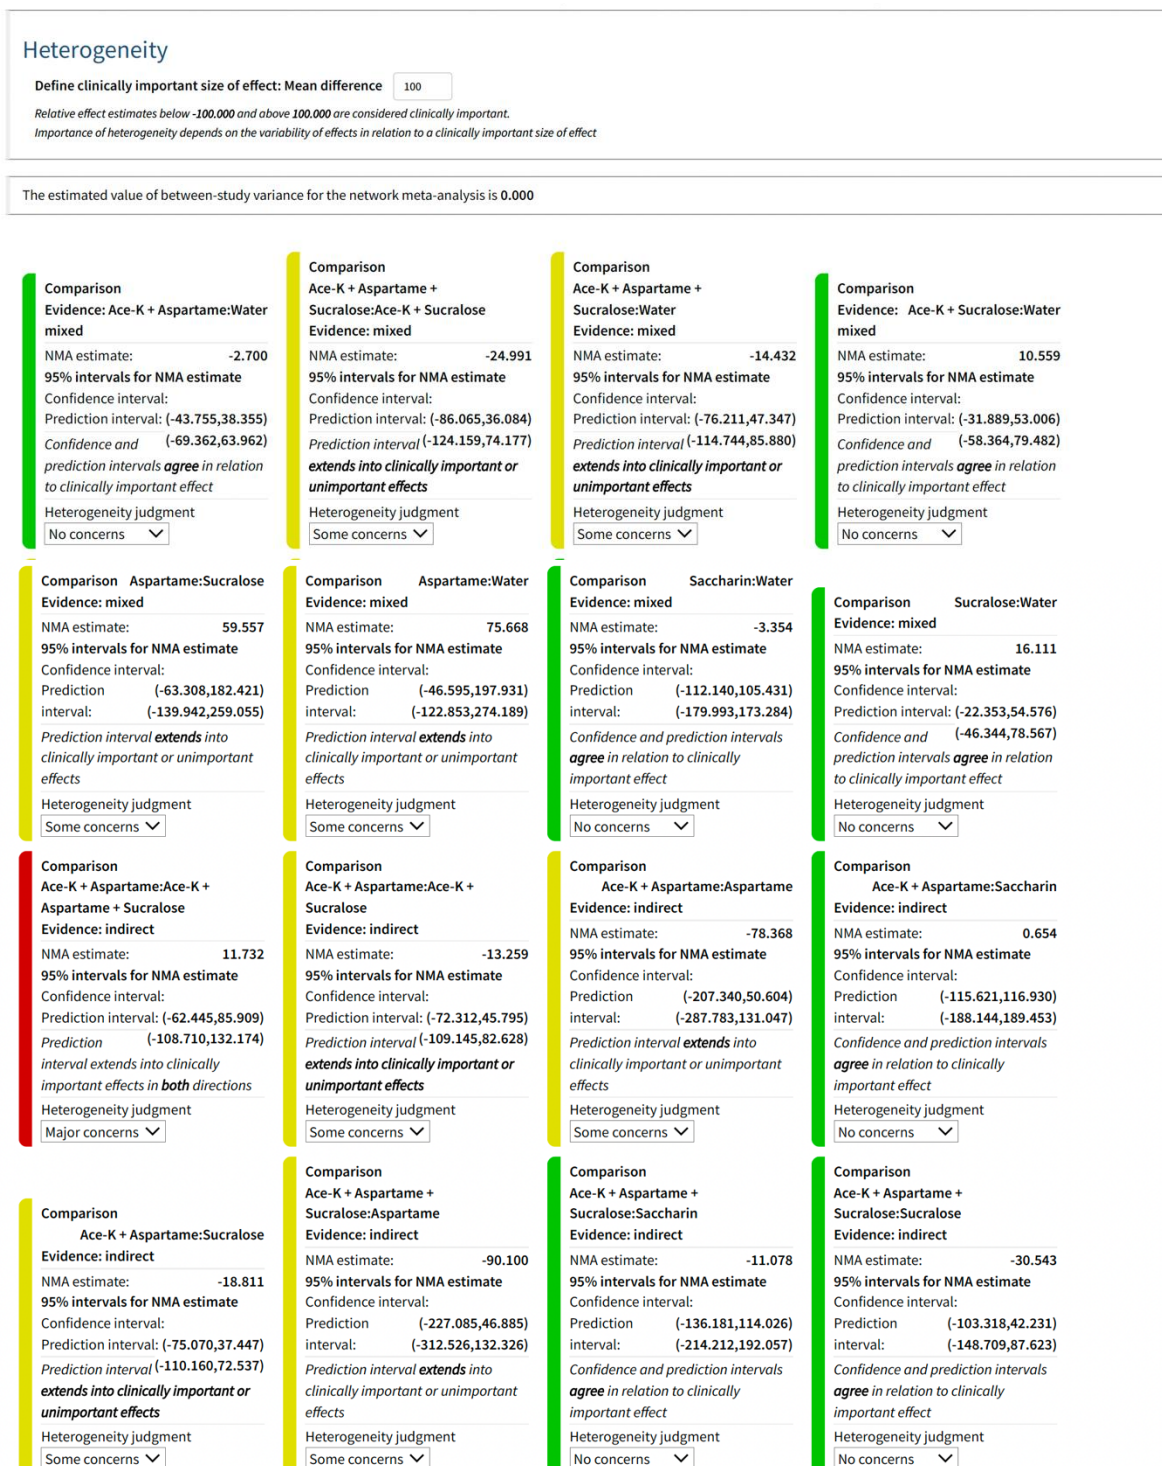 Heterogeneity
Define clinically important size of effect: Mean difference 100
Relative effect estimates below -100.000 and above 100.000 are considered clinically important.
Importance of heterogeneity depends on the variability of effects in relation to a clinically important size of effect
The estimated value of between-study variance for the network meta-analysis is 0.000
Comparison
Evidence: Ace-K + Aspartame:Water
mixed
NMA estimate: -2.700
95% intervals for NMA estimate
Confidence interval:
Prediction interval: (-43.755,38.355)
Confidence and (-69.362,63.962)
prediction intervals agree in relation
to clinically important effect
Heterogeneity judgment
No concerns
Comparison
Ace-K + Aspartame +
Sucralose:Ace-K + Sucralose
Evidence: mixed
NMA estimate: -24.991
95% intervals for NMA estimate
Confidence interval:
Prediction interval: (-86.065,36.084)
Prediction interval (-124.159,74.177)
extends into clinically important or
unimportant effects
Heterogeneity judgment
Some concerns
Comparison
Ace-K + Aspartame +
Sucralose:Water
Evidence: mixed
NMA estimate: -14.432
95% intervals for NMA estimate
Confidence interval:
Prediction interval: (-76.211,47.347)
Prediction interval (-114.744,85.880)
extends into clinically important or
unimportant effects
Heterogeneity judgment
Some concerns
Comparison
Evidence: Ace-K + Sucralose:Water
mixed
NMA estimate: 10.559
95% intervals for NMA estimate
Confidence interval:
Prediction interval: (-31.889,53.006)
Confidence and (-58.364,79.482)
prediction intervals agree in relation
to clinically important effect
Heterogeneity judgment
No concerns
Comparison Aspartame:Sucralose
Evidence: mixed
NMA estimate: 59.557
95% intervals for NMA estimate
Confidence interval:
Prediction (-63.308,182.421)
interval: (-139.942,259.055)
Prediction interval extends into
clinically important or unimportant
effects
Heterogeneity judgment
Some concerns
Comparison Aspartame:Water
Evidence: mixed
NMA estimate: 75.668
95% intervals for NMA estimate
Confidence interval:
Prediction (-46.595,197.931)
interval: (-122.853,274.189)
Prediction interval extends into
clinically important or unimportant
effects
Heterogeneity judgment
Some concerns
Comparison Saccharin:Water
Evidence: mixed
NMA estimate: -3.354
95% intervals for NMA estimate
Confidence interval:
Prediction (-112.140,105.431)
interval: (-179.993,173.284)
Confidence and prediction intervals
agree in relation to clinically
important effect
Heterogeneity judgment
No concerns
Comparison Sucralose:Water
Evidence: mixed
NMA estimate: 16.111
95% intervals for NMA estimate
Confidence interval:
Prediction interval: (-22.353,54.576)
Confidence and (-46.344,78.567)
prediction intervals agree in relation
to clinically important effect
Heterogeneity judgment
No concerns
Comparison
Ace-K + Aspartame:Ace-K +
Aspartame + Sucralose
Evidence: indirect
NMA estimate: 11.732
95% intervals for NMA estimate
Confidence interval:
Prediction interval: (-62.445,85.909)
Prediction (-108.710,132.174)
interval extends into clinically
important effects in both directions
Heterogeneity judgment
Major concerns
Comparison
Ace-K + Aspartame:Ace-K +
Sucralose
Evidence: indirect
NMA estimate: -13.259
95% intervals for NMA estimate
Confidence interval:
Prediction interval: (-72.312,45.795)
Prediction interval (-109.145,82.628)
extends into clinically important or
unimportant effects
Heterogeneity judgment
Some concerns
Comparison
Ace-K + Aspartame:Aspartame
Evidence: indirect
NMA estimate: -78.368
95% intervals for NMA estimate
Confidence interval:
Prediction (-207.340,50.604)
interval: (-287.783,131.047)
Prediction interval extends into
clinically important or unimportant
effects
Heterogeneity judgment
Some concerns
Comparison
Ace-K + Aspartame:Saccharin
Evidence: indirect
NMA estimate: 0.654
95% intervals for NMA estimate
Confidence interval:
Prediction (-115.621,116.930)
interval: (-188.144,189.453)
Confidence and prediction intervals
agree in relation to clinically
important effect
Heterogeneity judgment
No concerns
Comparison
Ace-K + Aspartame:Sucralose
Evidence: indirect
NMA estimate: -18.811
95% intervals for NMA estimate
Confidence interval:
Prediction interval: (-75.070,37.447)
Prediction interval (-110.160,72.537)
extends into clinically important or
unimportant effects
Heterogeneity judgment
Some concerns
Comparison
Ace-K + Aspartame +
Sucralose:Aspartame
Evidence: indirect
NMA estimate: -90.100
95% intervals for NMA estimate
Confidence interval:
Prediction (-227.085,46.885)
interval: (-312.526,132.326)
Prediction interval extends into
clinically important or unimportant
effects
Heterogeneity judgment
Some concerns
Comparison
Ace-K + Aspartame +
Sucralose:Saccharin
Evidence: indirect
NMA estimate: -11.078
95% intervals for NMA estimate
Confidence interval:
Prediction (-136.181,114.026)
interval: (-214.212,192.057)
Confidence and prediction intervals
agree in relation to clinically
important effect
Heterogeneity judgment
No concerns
Comparison
Ace-K + Aspartame +
Sucralose:Sucralose
Evidence: indirect
NMA estimate: -30.543
95% intervals for NMA estimate
Confidence interval:
Prediction (-103.318,42.231)
interval: (-148.709,87.623)
Confidence and prediction intervals
agree in relation to clinically
important effect
Heterogeneity judgment
No concerns